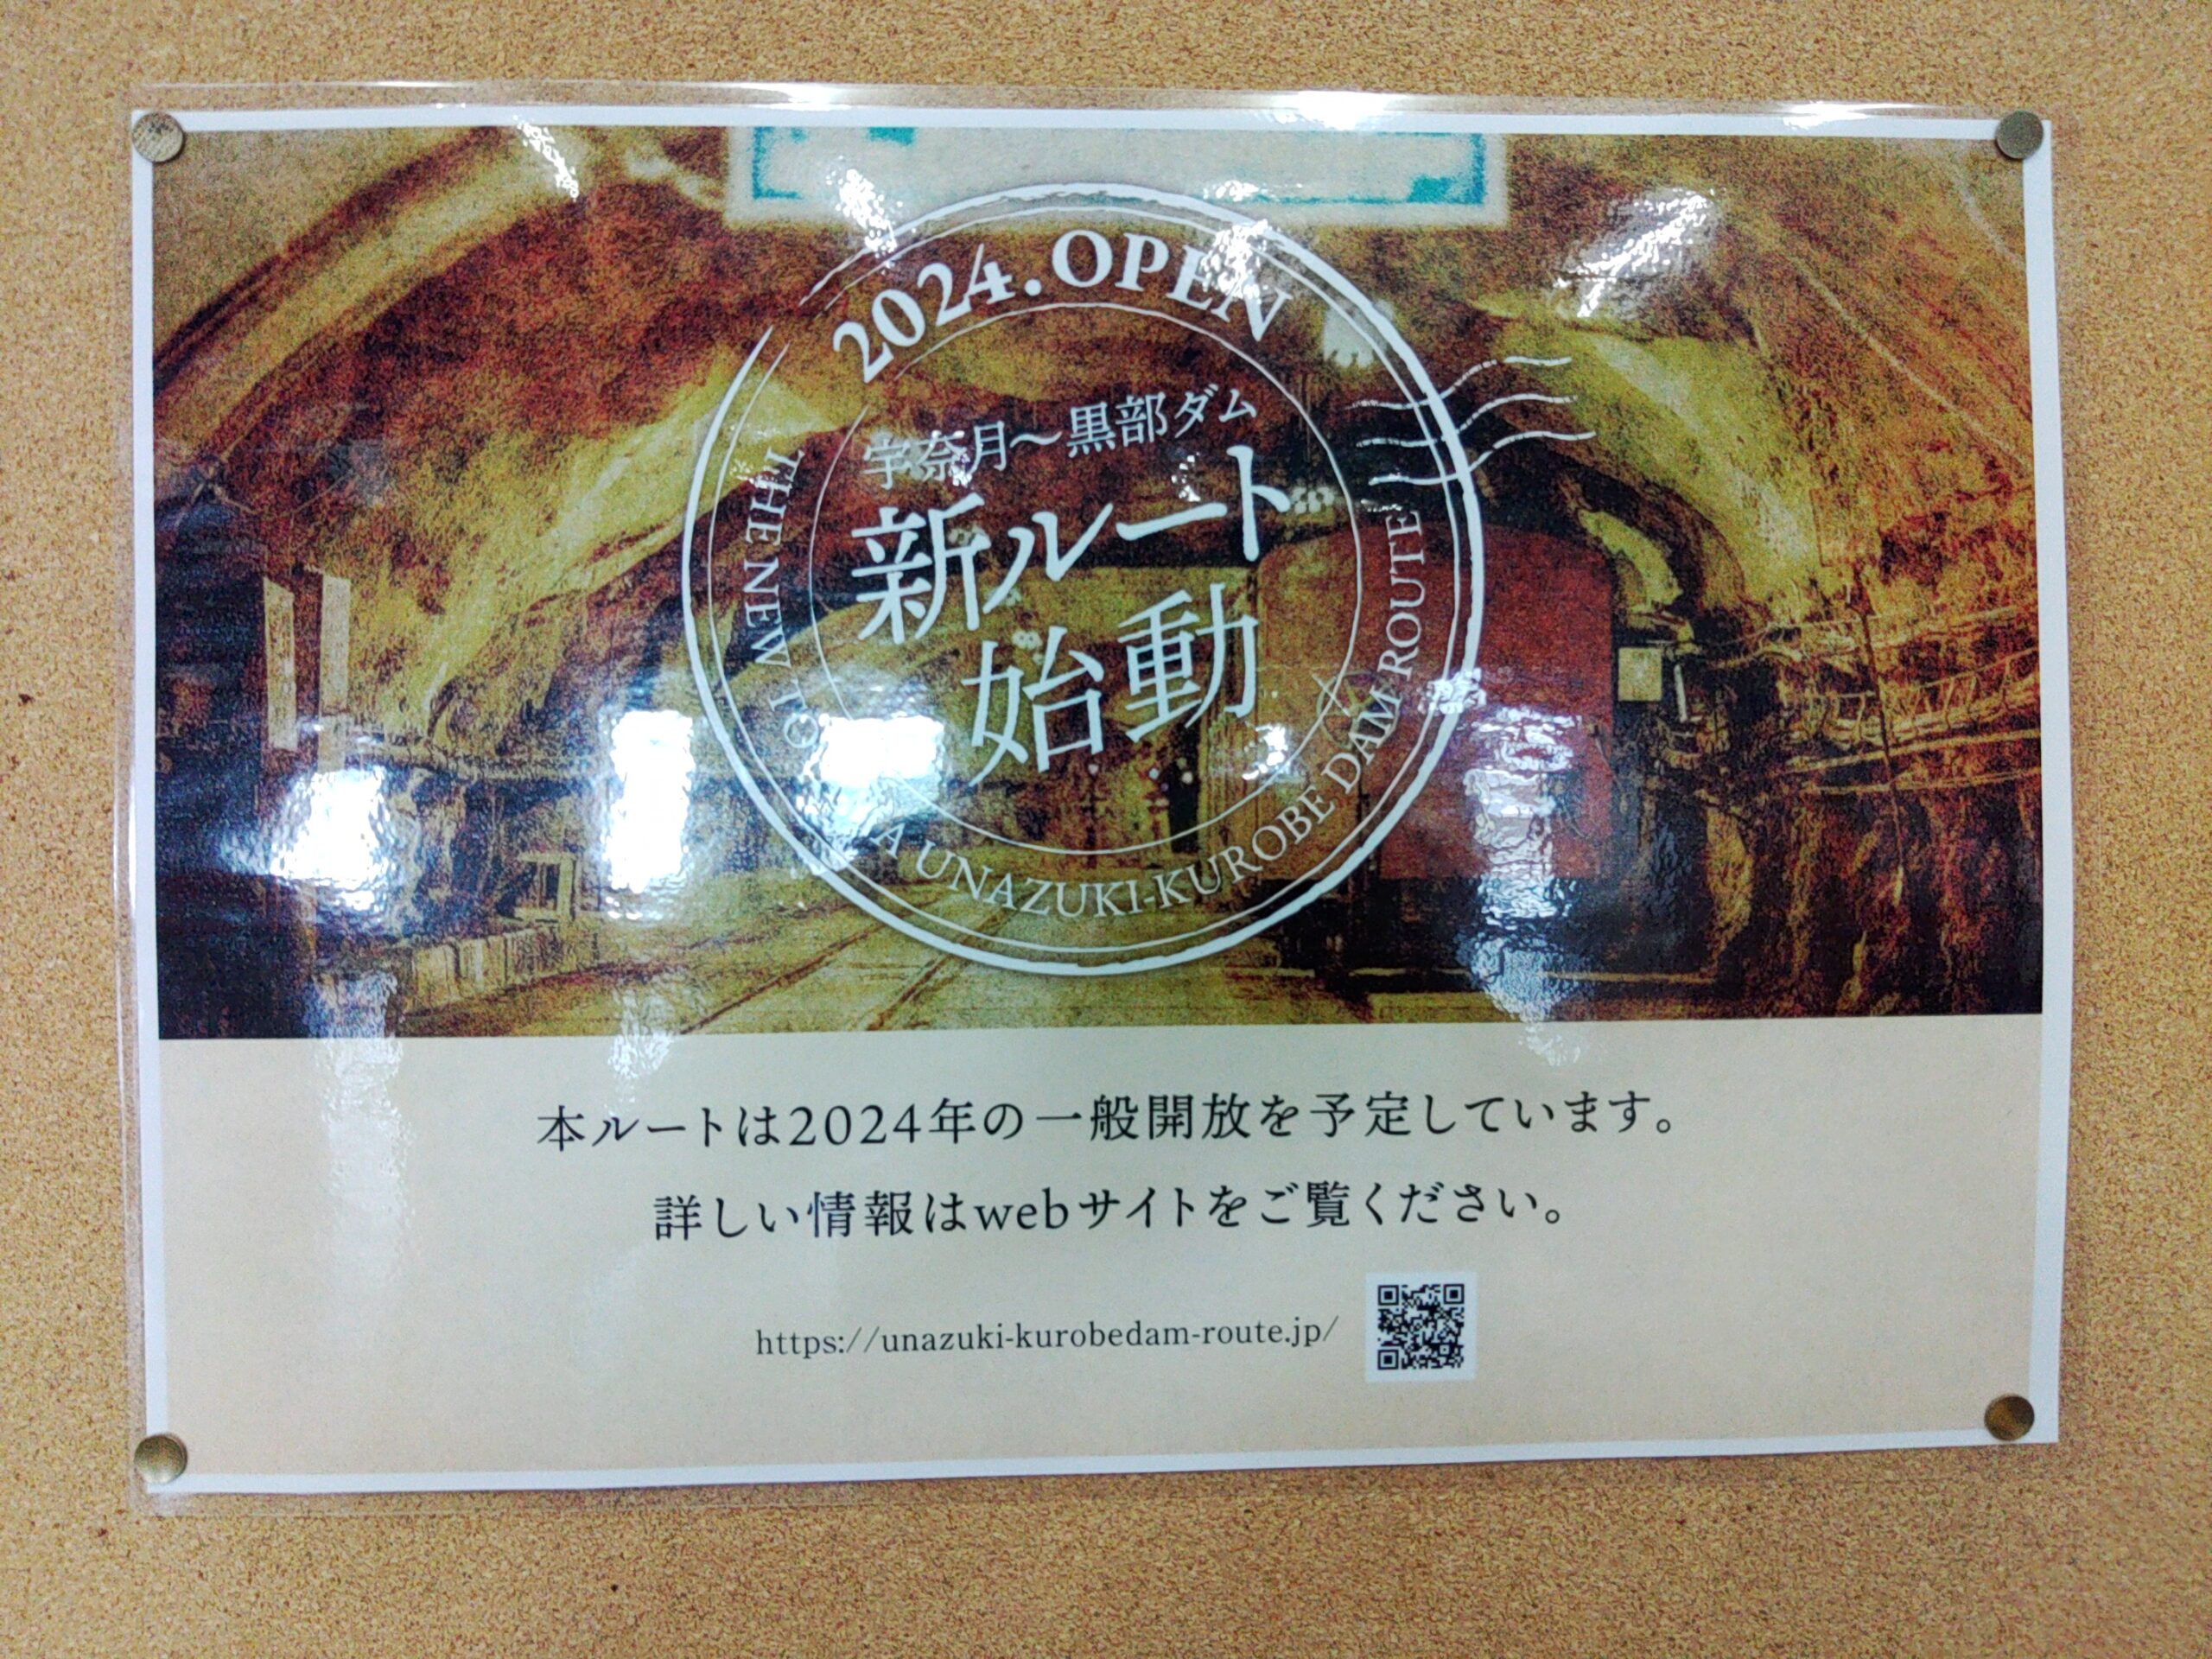 2024.OPEN
宇奈月～黒部ダム
新ルート
始動
THE NEW
A UNAZUKI-KUROBE DAM ROUTE
本ルートは2024年の一般開放を予定しています。
詳しい情報はwebサイトをご覧ください。
https://unazuki-kurobedam-route.jp/